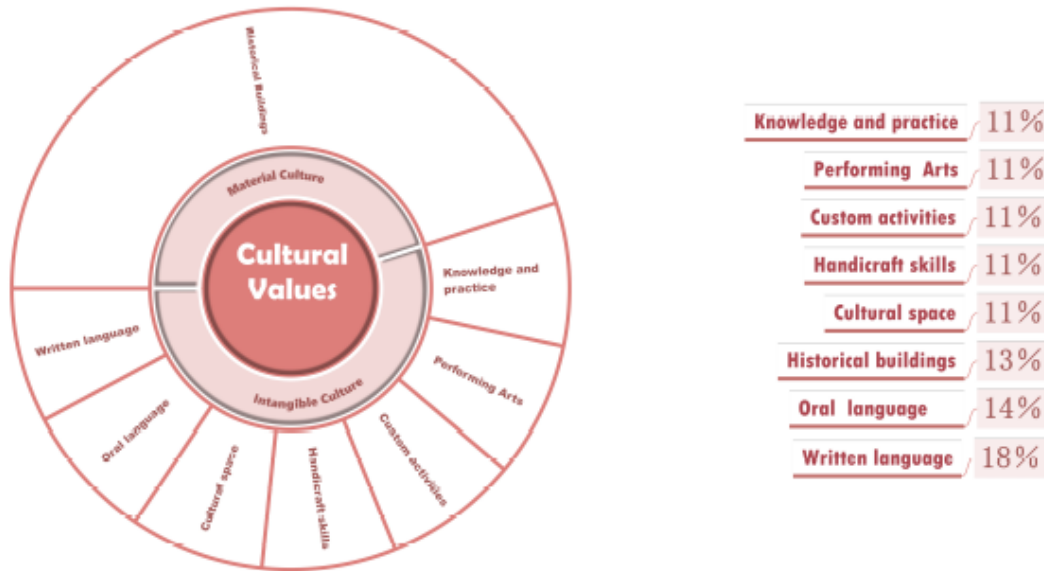 Historical Buildings
Material Culture
Cultural
Values
Knowledge and
practice
Written language
Performing Arts
Intangible Culture
Oral language
Custom activities
Cultural space
Handicraft skills
Knowledge and practice 11%
Performing Arts 11%
Custom activities 11%
Handicraft skills 11%
Cultural space 11%
Historical buildings 13%
Oral language 14%
Written language 18%